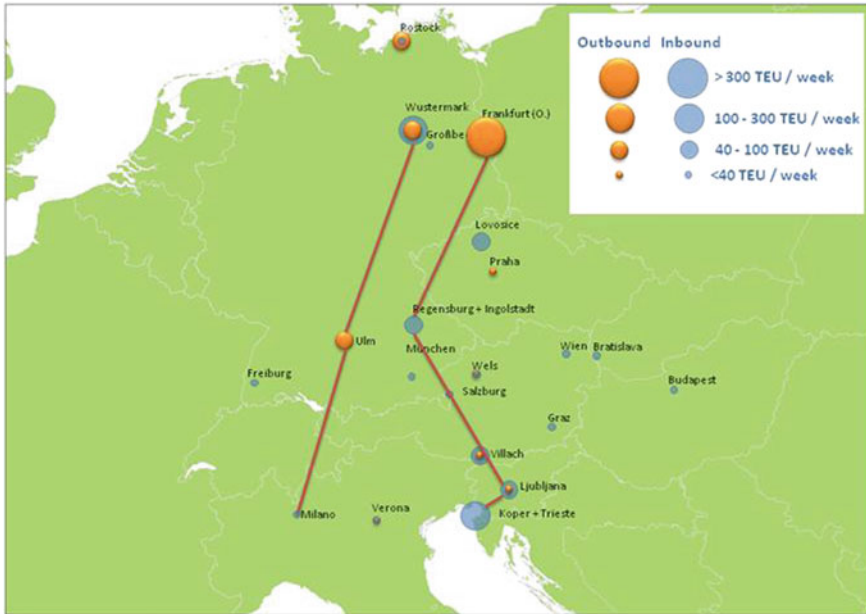 Rostock
Outbound Inbound
> 300 TEU / week
100 - 300 TEU / week
40 - 100 TEU / week
<40 TEU / week
Wustermark
Frankfurt (O.)
Großbe
Lovosice
Praha
Regensburg + Ingolstadt
Ulm
München
Wien
Bratislava
Freiburg
Wels
Salzburg
Budapest
Graz
Villach
Ljubljana
Milano
Verona
Koper + Trieste